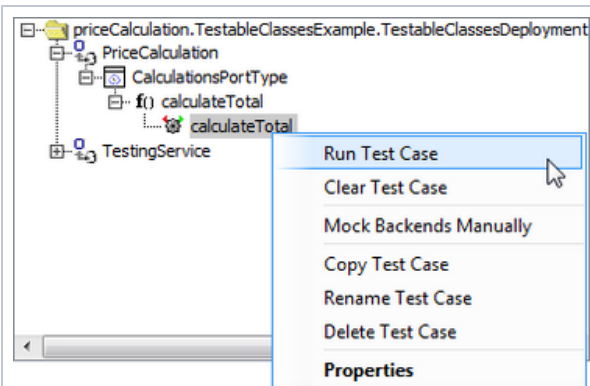 priceCalculation.TestableClassesExample.TestableClassesDeployment
PriceCalculation
CalculationsPortType
f() calculateTotal
calculateTotal
TestingService
Run Test Case
Clear Test Case
Mock Backends Manually
Copy Test Case
Rename Test Case
Delete Test Case
Properties